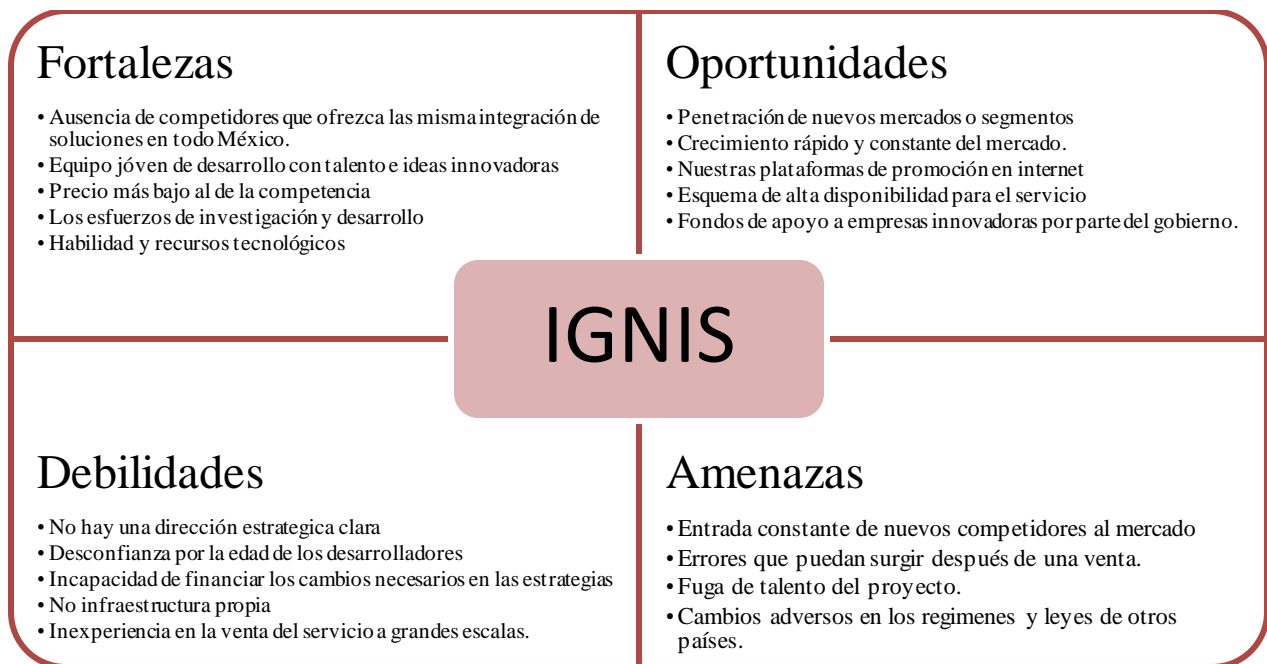 Fortalezas
• Ausencia de competidores que ofrezca las misma integración de
soluciones en todo México.
• Equipo jóven de desarrollo con talento e ideas innovadoras
• Precio más bajo al de la competencia
• Los esfuerzos de investigación y desarrollo
• Habilidad y recursos tecnológicos
Oportunidades
• Penetración de nuevos mercados o segmentos
• Crecimiento rápido y constante del mercado.
• Nuestras plataformas de promoción en internet
• Esquema de alta disponibilidad para el servicio
• Fondos de apoyo a empresas innovadoras por parte del gobierno.
IGNIS
Debilidades
• No hay una dirección estrategica clara
• Desconfianza por la edad de los desarrolladores
• Incapacidad de financiar los cambios necesarios en las estrategias
• No infraestructura propia
• Inexperiencia en la venta del servicio a grandes escalas.
Amenazas
• Entrada constante de nuevos competidores al mercado
• Errores que puedan surgir después de una venta.
• Fuga de talento del proyecto.
• Cambios adversos en los regimenes y leyes de otros
países.